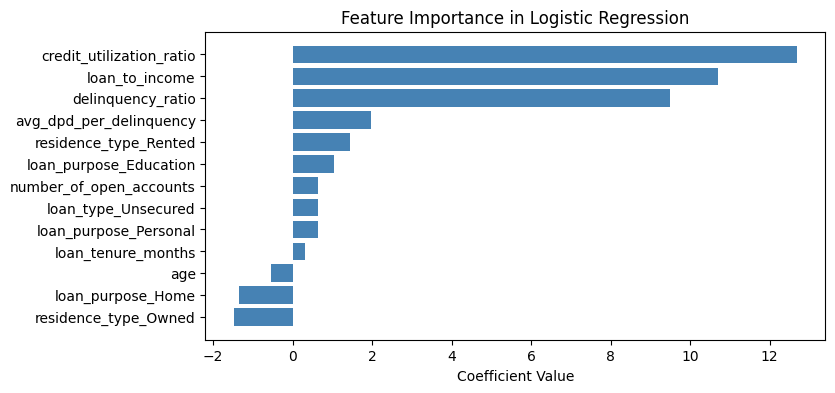 Feature Importance in Logistic Regression
credit_utilization_ratio
loan_to_income
delinquency_ratio
avg_dpd_per_delinquency
residence_type_Rented
loan_purpose_Education
number_of_open_accounts
loan_type_Unsecured
loan_purpose_Personal
loan_tenure_months
age
loan_purpose_Home
residence_type_Owned
−2 0 2 4 6 8 10 12
Coefficient Value